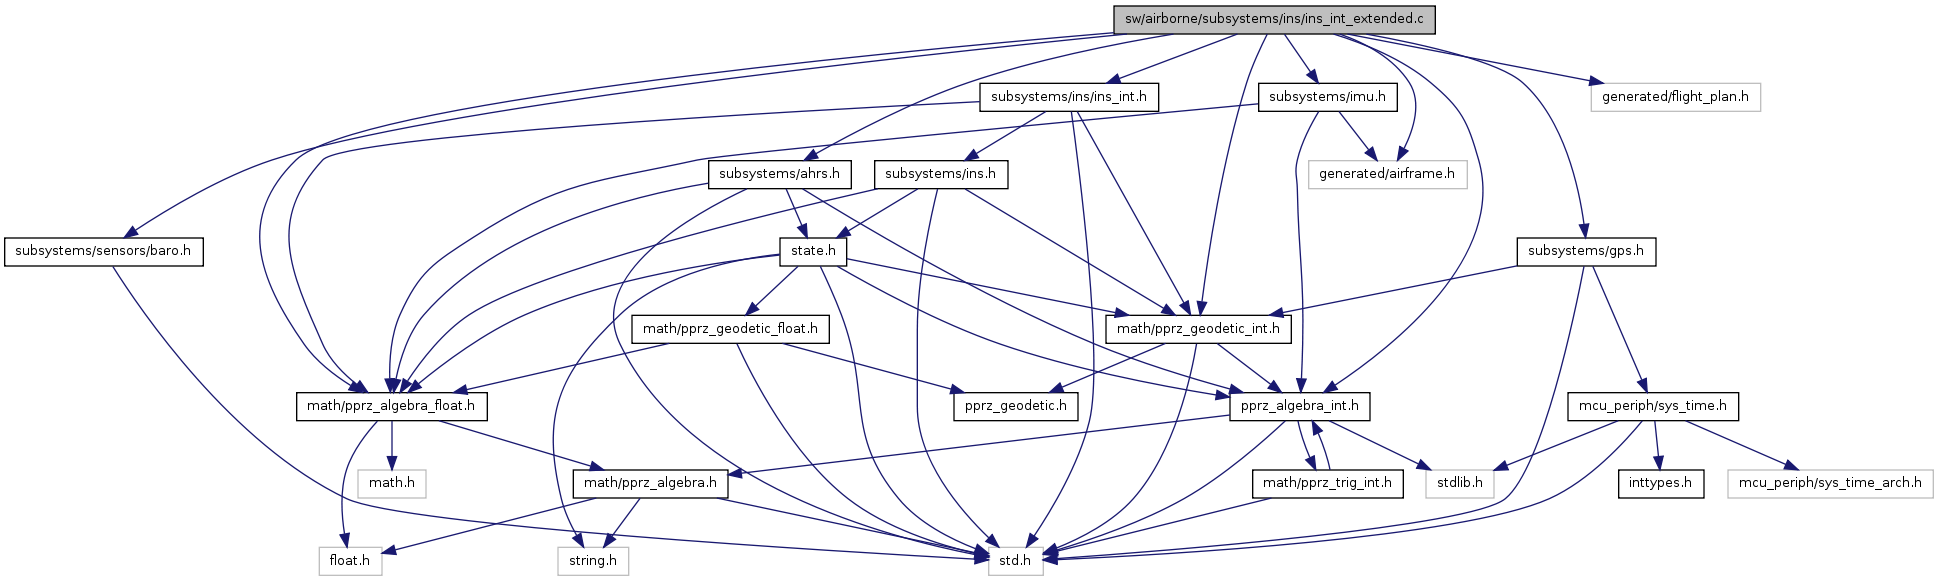 sw/airborne/subsystems/ins/ins_int_extended.c
subsystems/ins/ins_int.h
subsystems/imu.h
generated/flight_plan.h
subsystems/ahrs.h
subsystems/ins.h
generated/airframe.h
subsystems/sensors/baro.h
state.h
subsystems/gps.h
math/pprz_geodetic_float.h
math/pprz_geodetic_int.h
math/pprz_algebra_float.h
pprz_geodetic.h
pprz_algebra_int.h
mcu_periph/sys_time.h
math.h
math/pprz_algebra.h
math/pprz_trig_int.h
stdlib.h
inttypes.h
mcu_periph/sys_time_arch.h
float.h
string.h
std.h